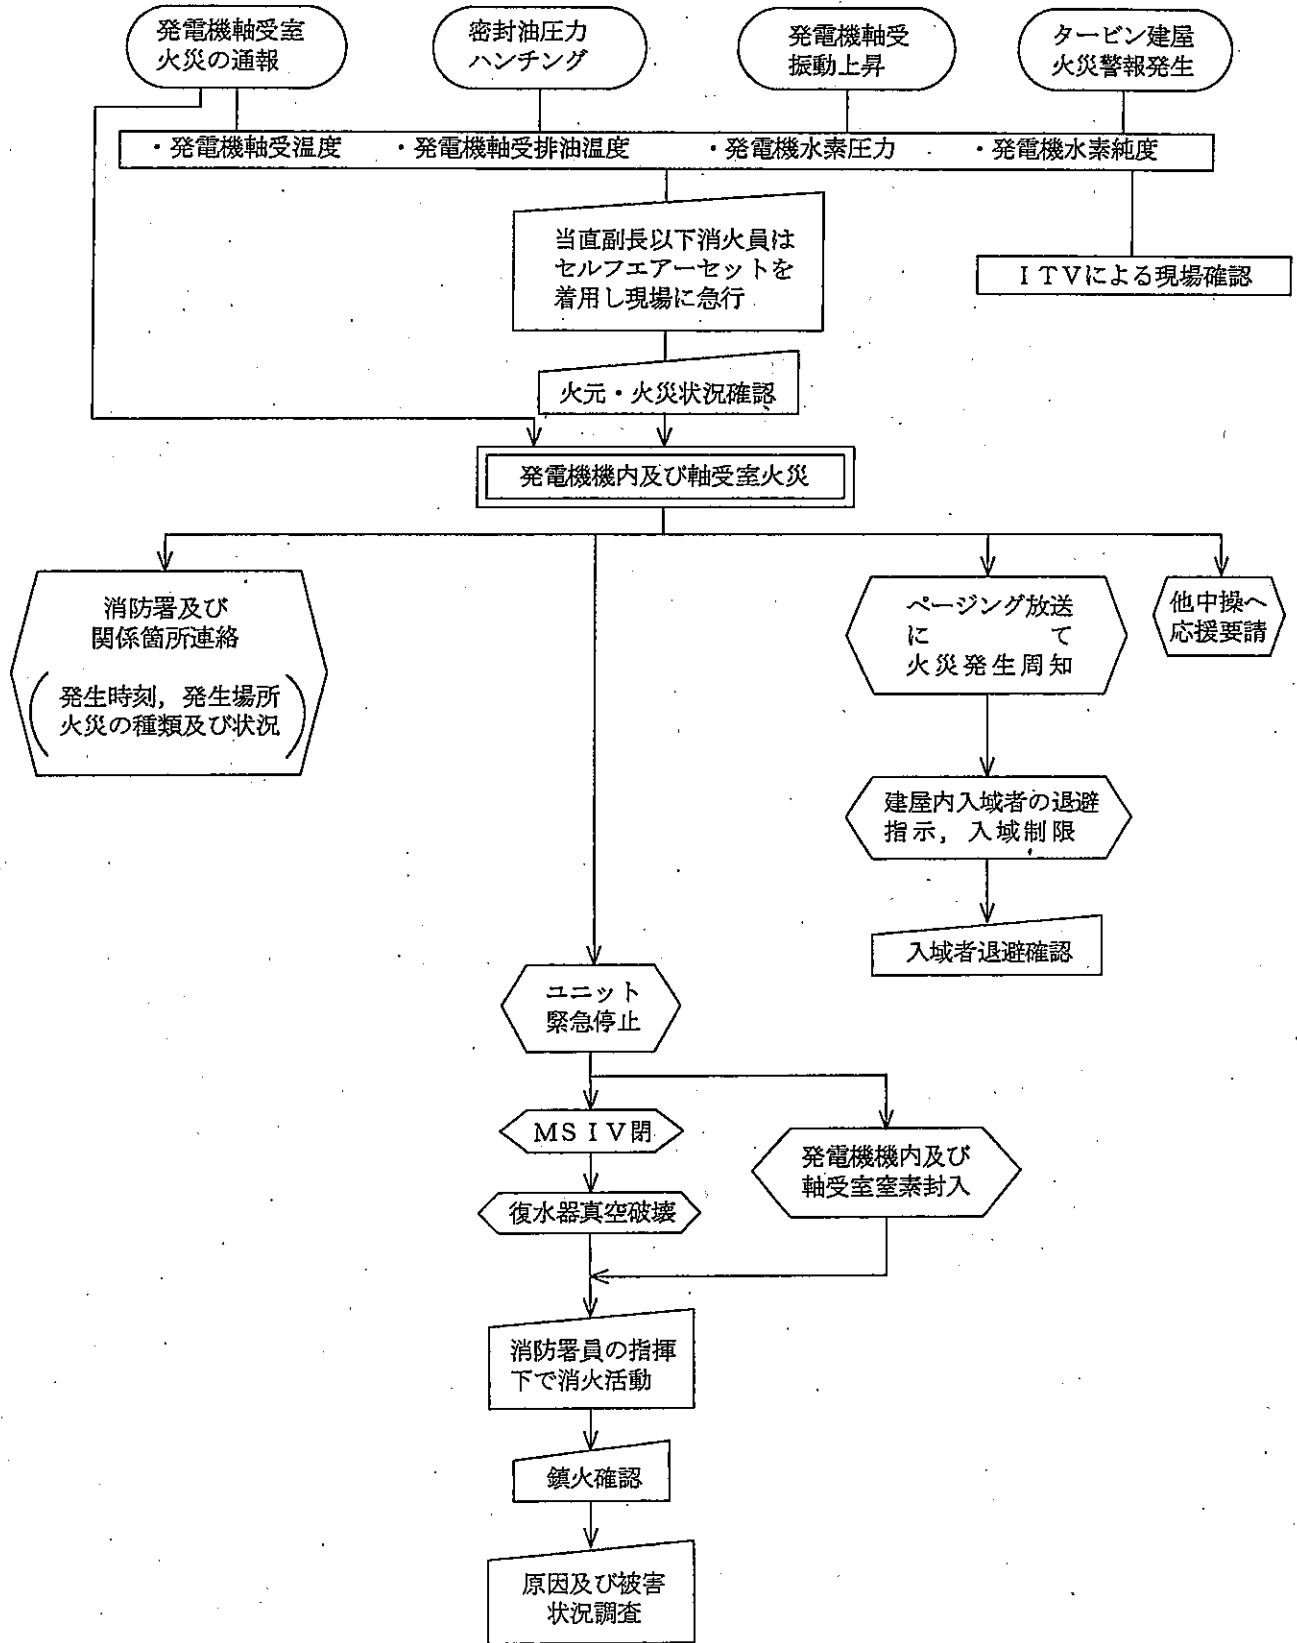 発電機軸受室
火災の通報
密封油圧力
ハンチング
発電機軸受
振動上昇
タービン建屋
火災警報発生
・発電機軸受温度 ・発電機軸受排油温度 ・発電機水素圧力 ・発電機水素純度
当直副長以下消火員は
セルフエアーセットを
着用し現場に急行
ＩＴＶによる現場確認
火元・火災状況確認
発電機機内及び軸受室火災
消防署及び
関係箇所連絡
発生時刻，発生場所
火災の種類及び状況
ページング放送
にて
火災発生周知
他中操へ
応援要請
建屋内入域者の退避
指示，入域制限
入域者退避確認
ユニット
緊急停止
ＭＳＩＶ閉
発電機機内及び
軸受室窒素封入
復水器真空破壊
消防署員の指揮
下で消火活動
鎮火確認
原因及び被害
状況調査